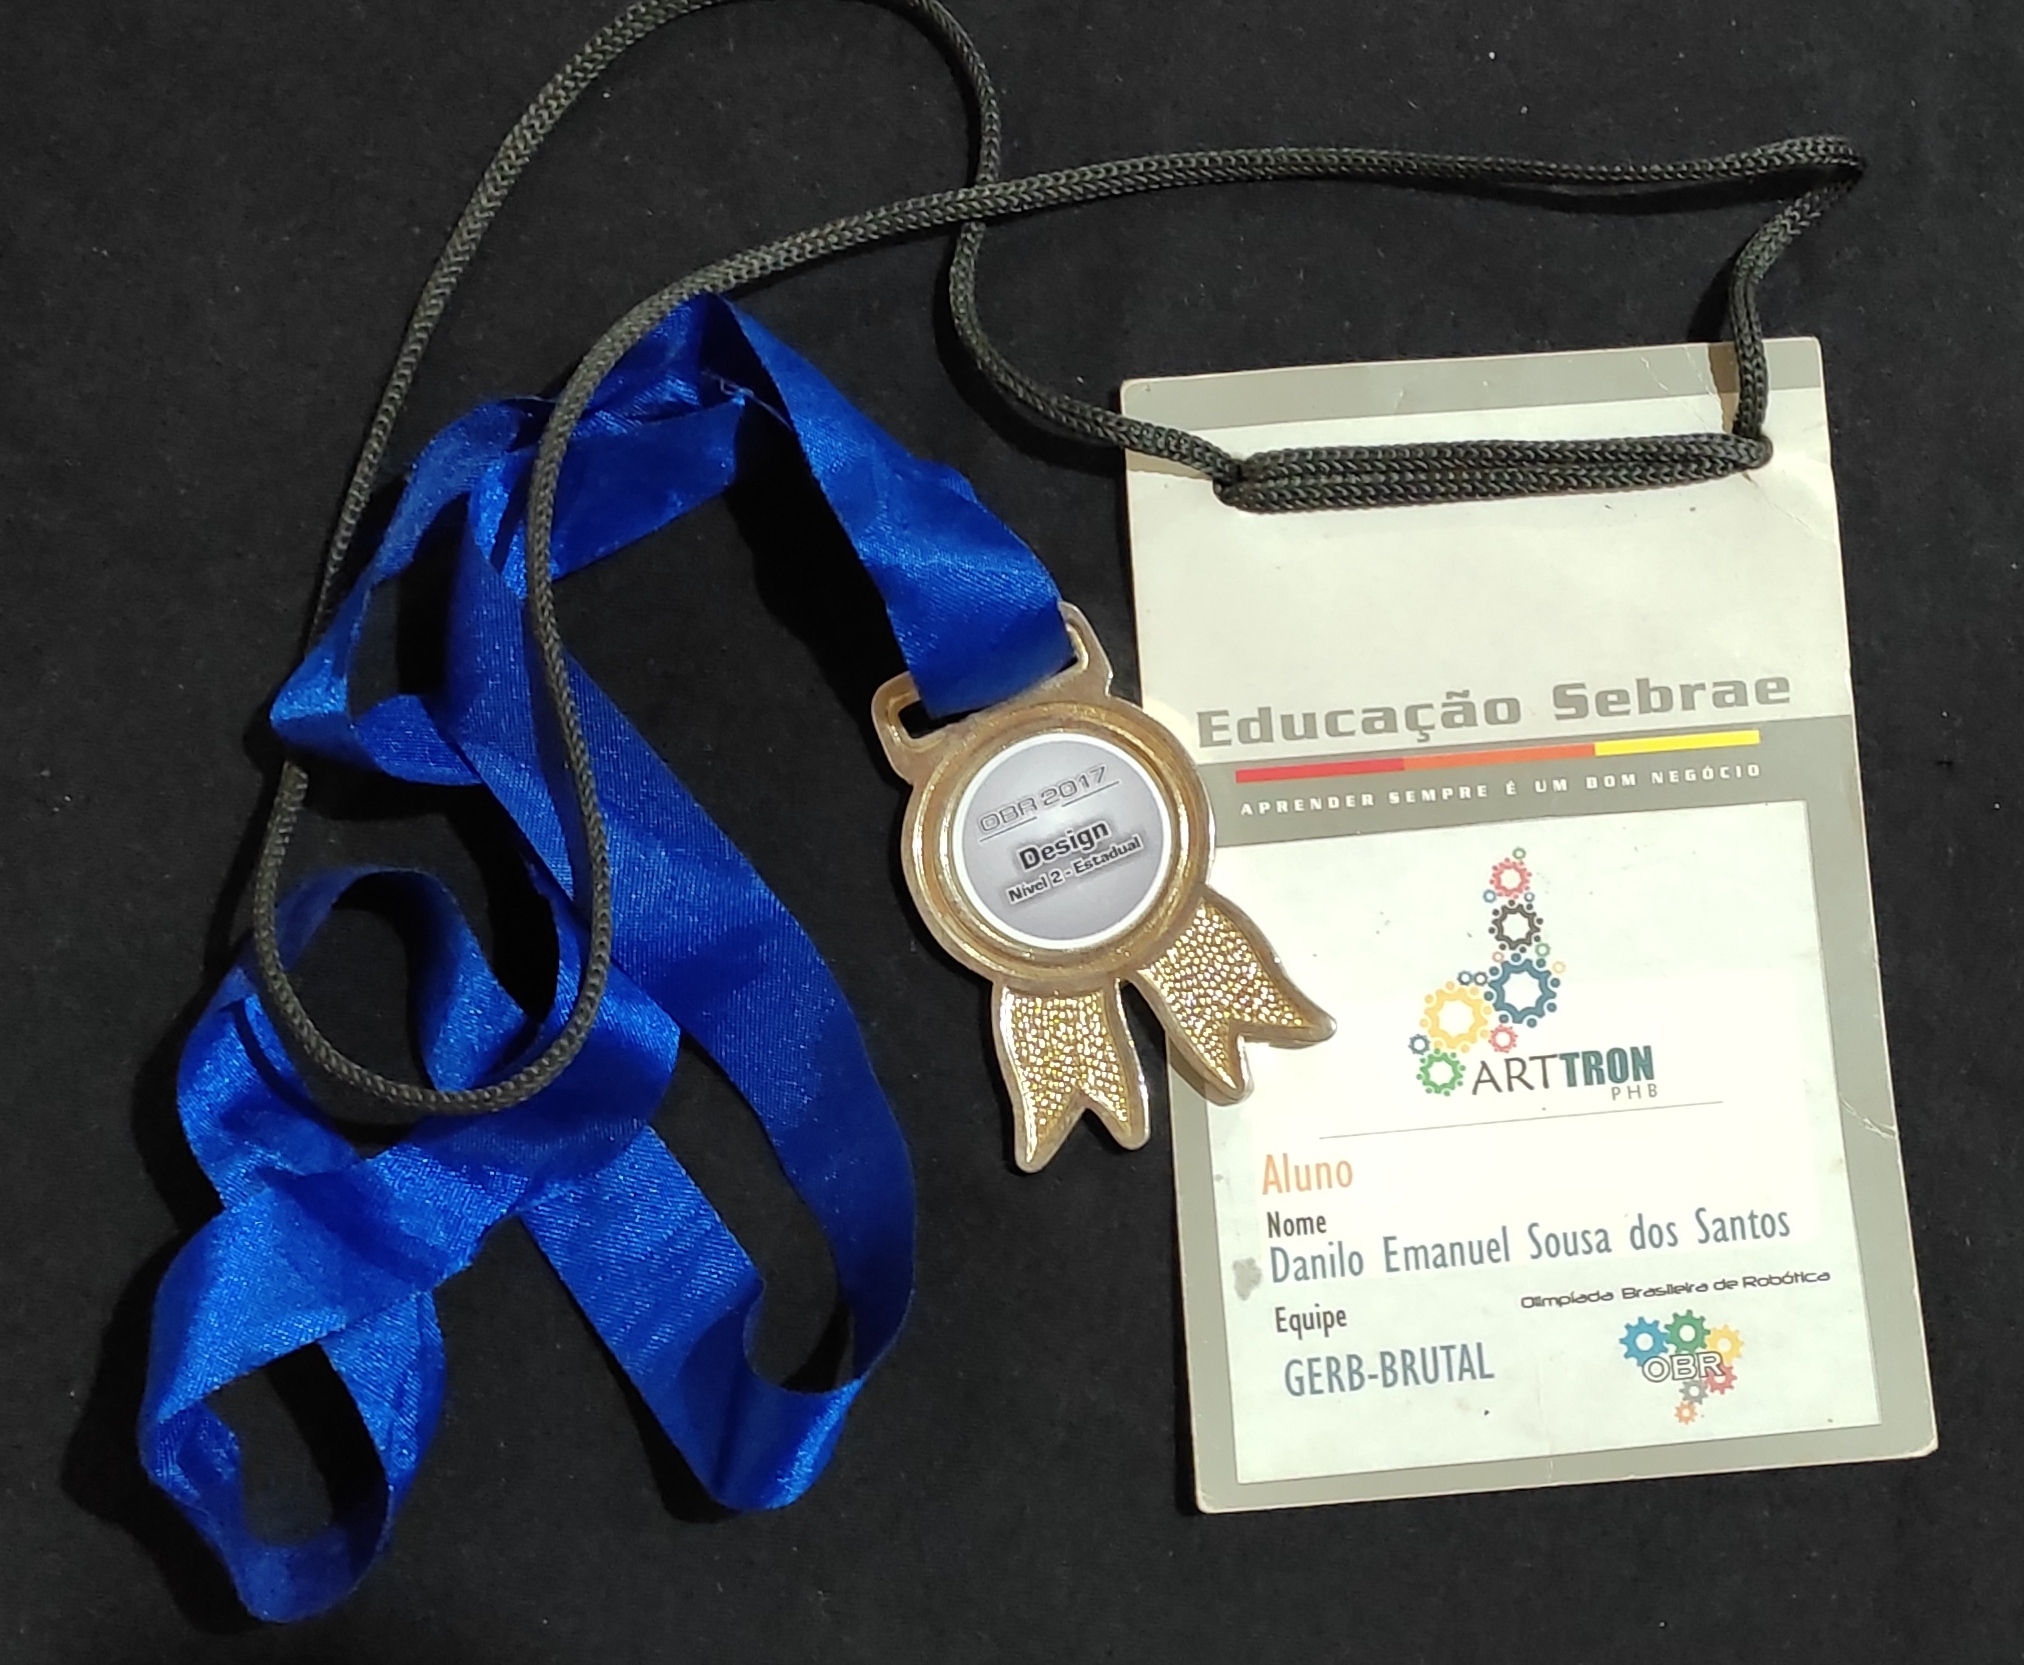 OBR 2017
Design
Nível 2 - Estadual
Educação Sebrae
APRENDER SEMPRE É UM BOM NEGÓCIO
ARTTRON
PHB
Aluno
Nome
Danilo Emanuel Sousa dos Santos
Olimpíada Brasileira de Robótica
Equipe
OBR
GERB-BRUTAL